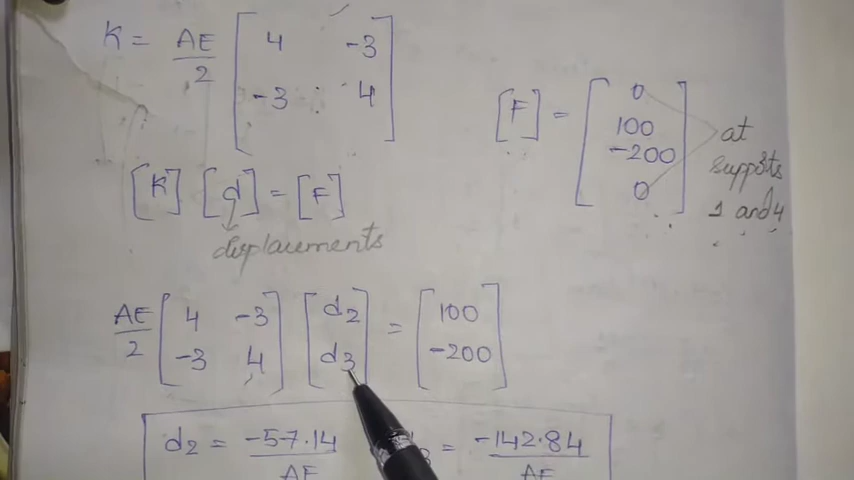 K = AE/2 [ 4 -3
-3 4 ]
[F] = [ 0
100
-200
0 ]
at
supports
1 and 4
[K] [d] = [F]
displacements
AE/2 [ 4 -3
-3 4 ] [ d2
d3 ] = [ 100
-200 ]
d2 = -57.14/AE 3 = -142.84/AE